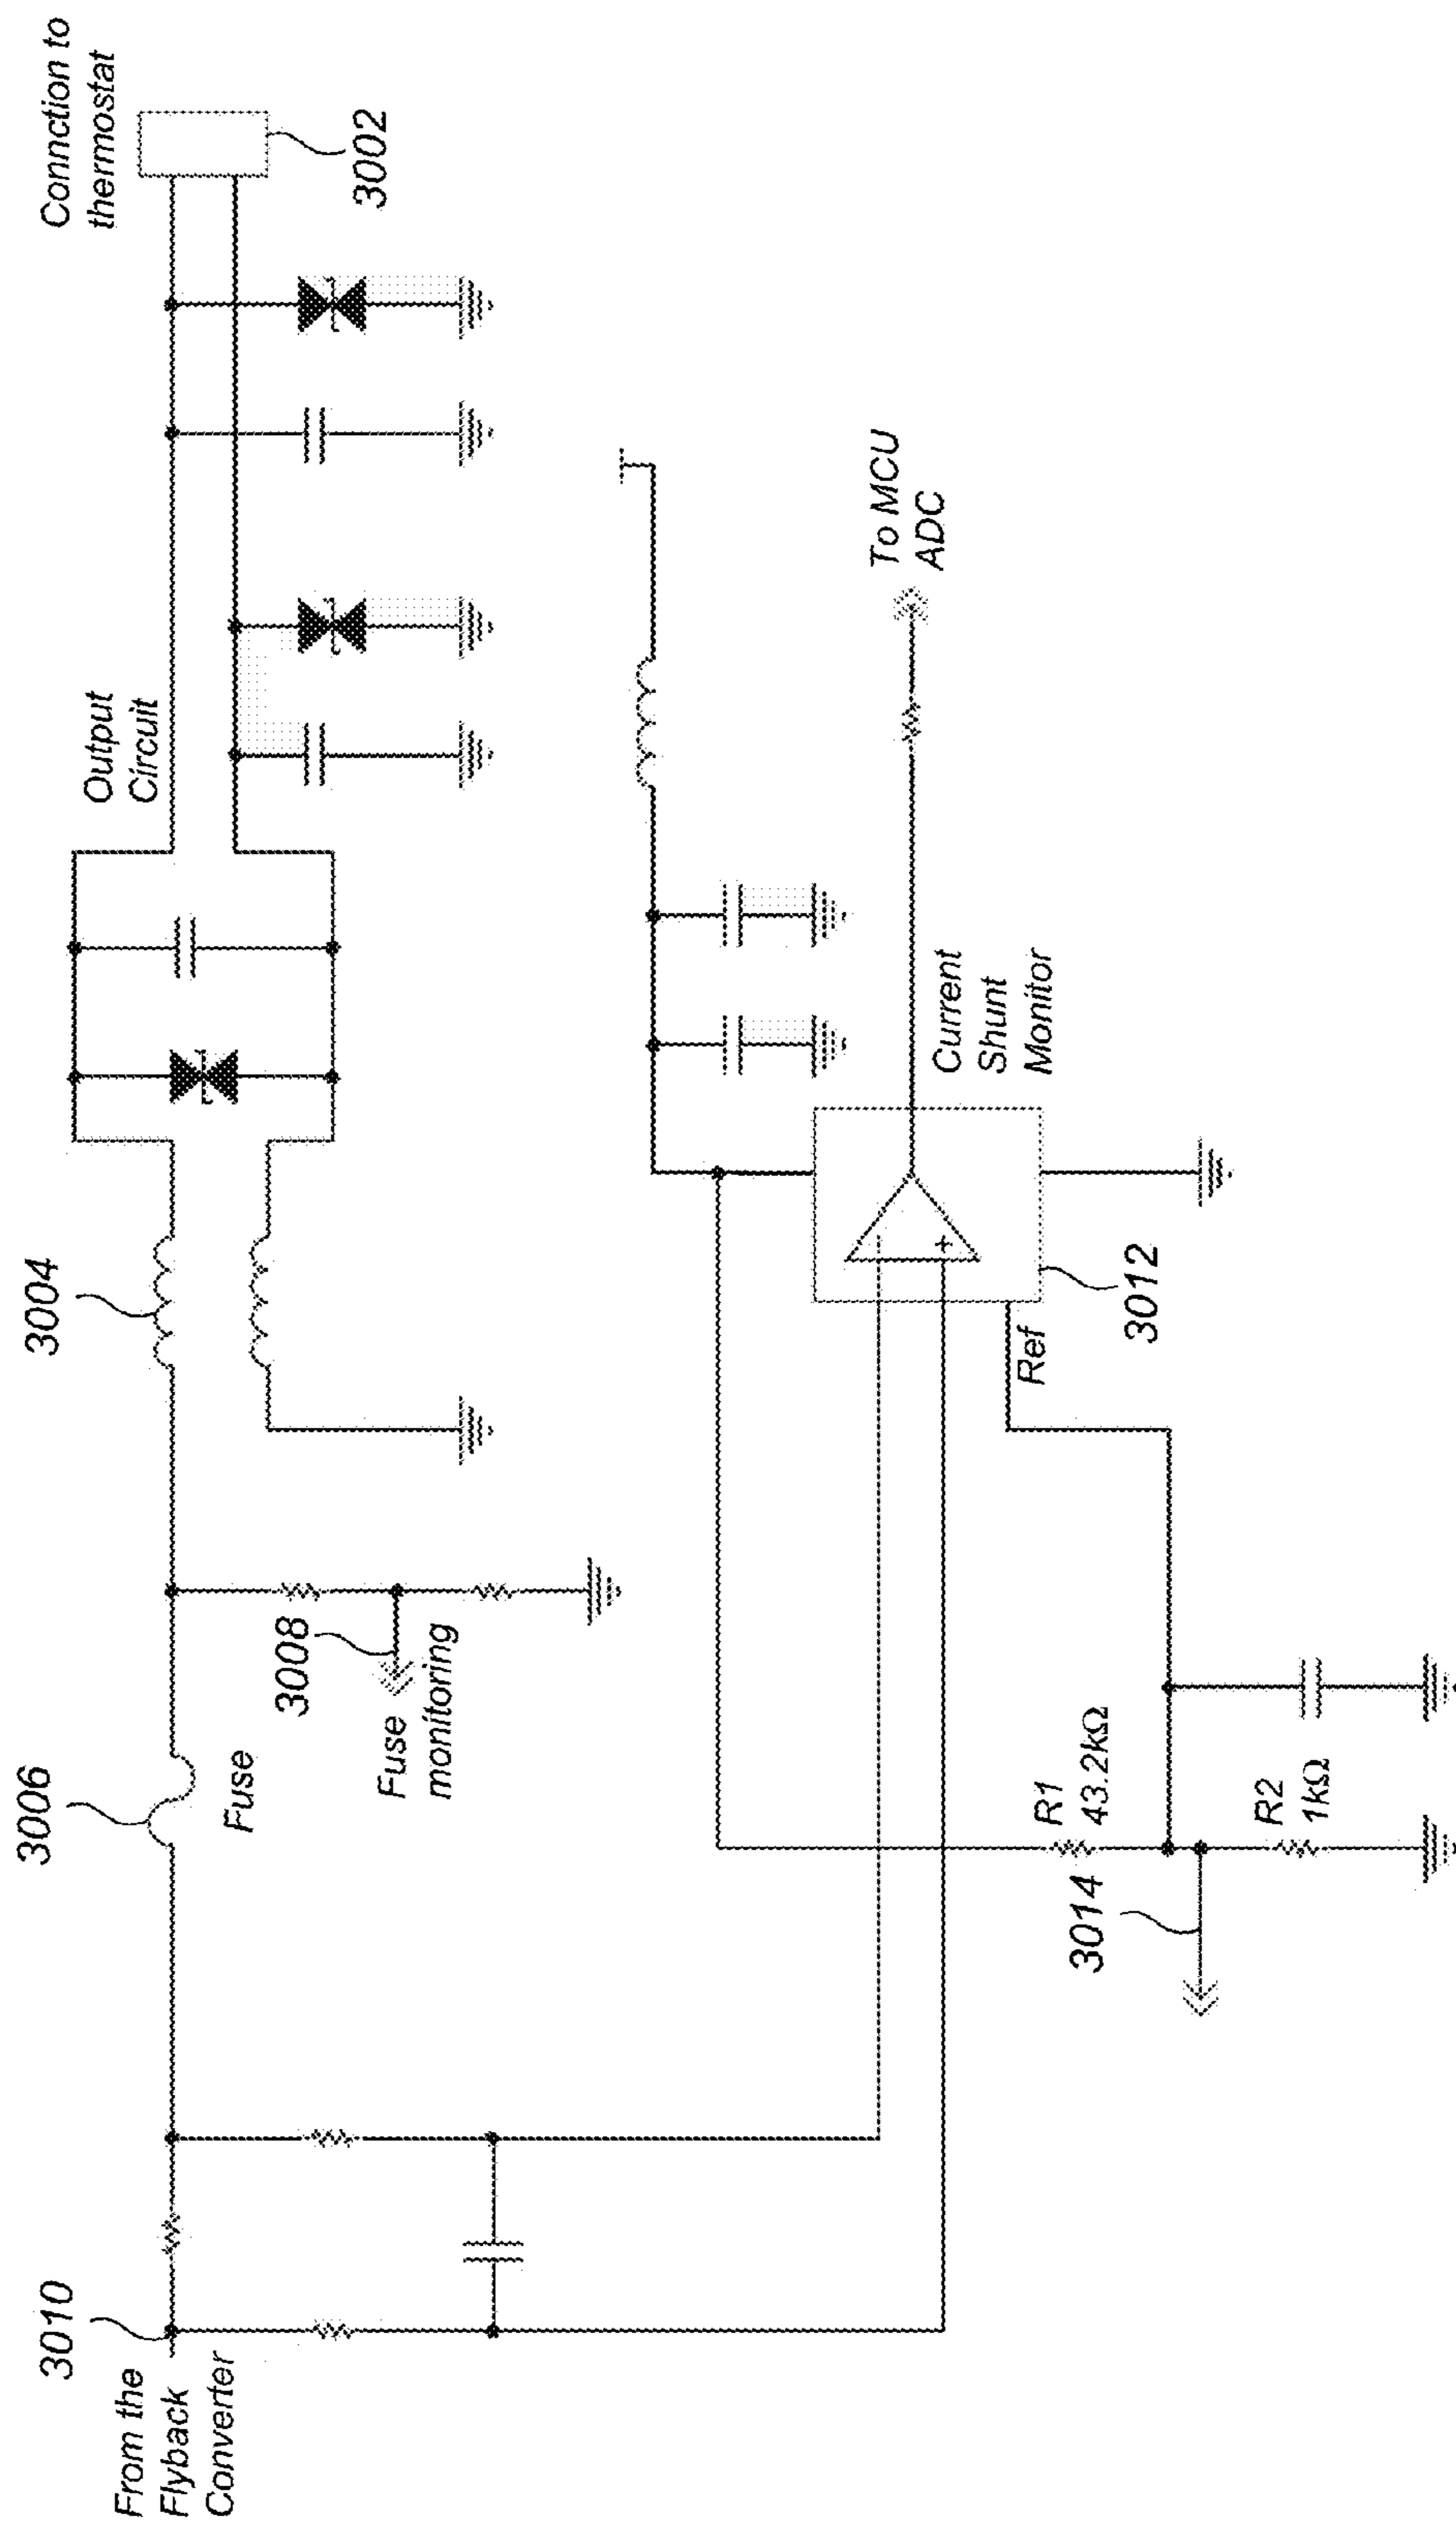 From the
Flyback
Converter
3010
3006
Fuse
3008
Fuse
monitoring
3004
Output
Circuit
Connction to
thermostat
3002
3014
R1
43.2kΩ
R2
1kΩ
Ref
3012
-
+
Current
Shunt
Monitor
To MCU
ADC